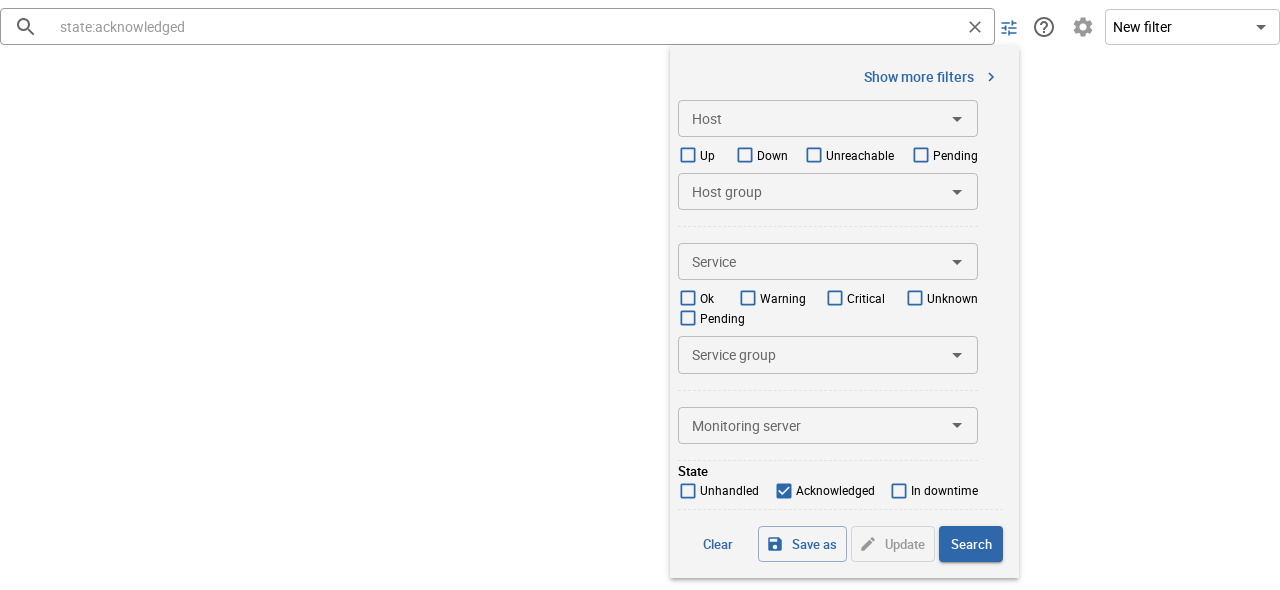 state:acknowledged
New filter
Show more filters
Host
Up Down Unreachable Pending
Host group
Service
Ok Warning Critical Unknown
Pending
Service group
Monitoring server
State
Unhandled Acknowledged In downtime
Clear Save as Update Search